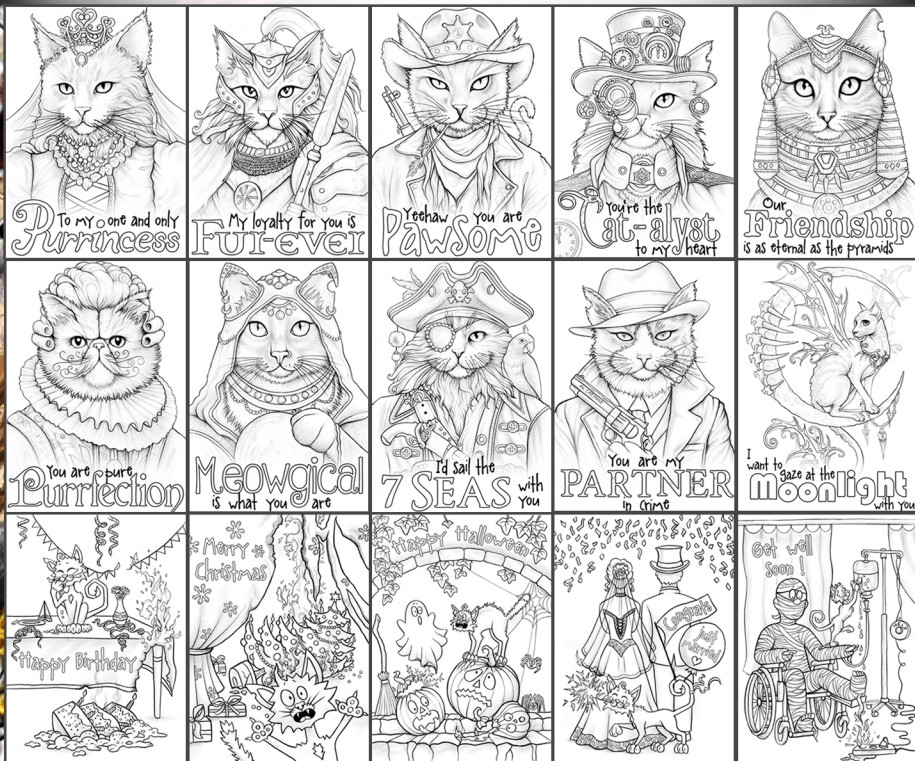 To my one and only
Purrincess
My loyalty for you is
Fur-ever
Yeehaw you are
Pawsome
You're the
Cat-alyst
to my heart
Our
Friendship
is as eternal as the pyramids
You are pure
Purrfection
Meowgical
is what you are
I'd sail the
7 SEAS with
you
You are my
PARTNER
in crime
I
want to
gaze at the
Moonlight
with you
Happy Birthday
Merry
Christmas
Happy Halloween
Congrats
Just
Married
Get well
soon!